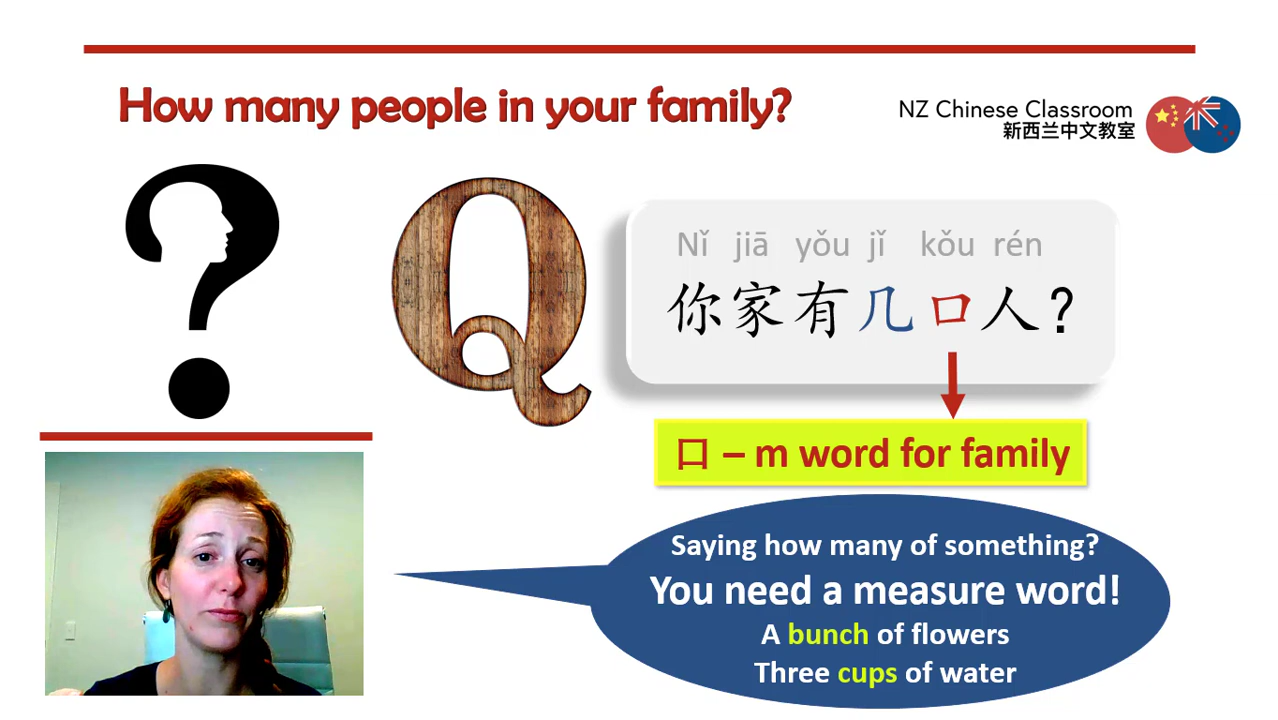 How many people in your family?
NZ Chinese Classroom
新西兰中文教室
?
Q
Nǐ jiā yǒu jǐ kǒu rén
你家有几口人？
口 – m word for family
Saying how many of something?
You need a measure word!
A bunch of flowers
Three cups of water